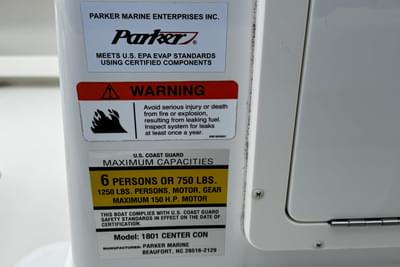 PARKER MARINE ENTERPRISES INC.
Parker
MEETS U.S. EPA EVAP STANDARDS
USING CERTIFIED COMPONENTS
WARNING
Avoid serious injury or death
from fire or explosion,
resulting from leaking fuel.
Inspect system for leaks
at least once a year.
U.S. COAST GUARD
MAXIMUM CAPACITIES
6 PERSONS OR 750 LBS.
1250 LBS. PERSONS, MOTOR, GEAR
MAXIMUM 150 H.P. MOTOR
THIS BOAT COMPLIES WITH U.S. COAST GUARD
SAFETY STANDARDS IN EFFECT ON THE DATE OF
CERTIFICATION
Model: 1801 CENTER CON
MANUFACTURER: PARKER MARINE
BEAUFORT, NC 28516-2129